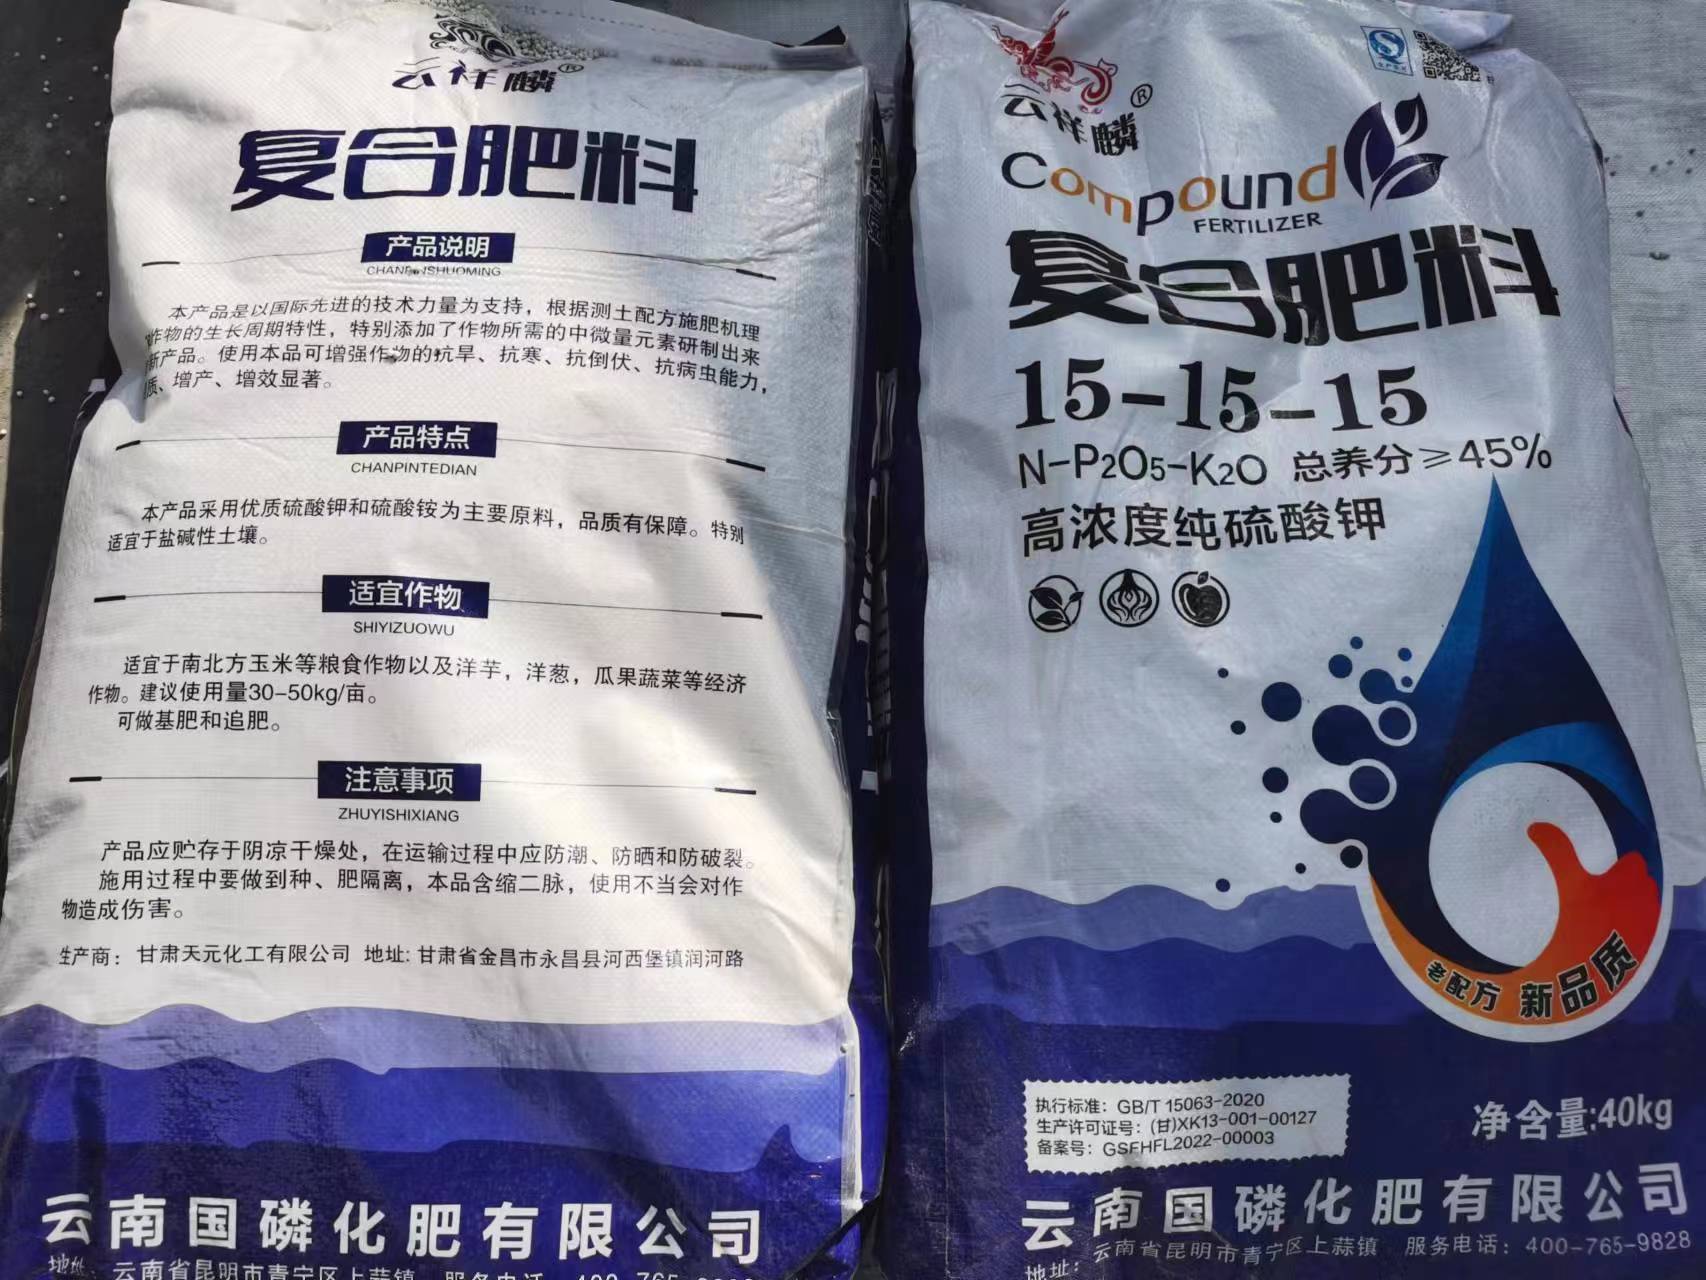 云祥麟®
复合肥料
产品说明
本产品是以国际先进的技术力量为支持，根据测土配方施肥机理
作物的生长周期特性，特别添加了作物所需的中微量元素研制出来
新产品。使用本品可增强作物的抗旱、抗寒、抗倒伏、抗病虫能力，
质、增产、增效显著。
产品特点
CHANPINTEDIAN
本产品采用优质硫酸钾和硫酸铵为主要原料，品质有保障。特别
适宜于盐碱性土壤。
适宜作物
SHIYIZUOWU
适宜于南北方玉米等粮食作物以及洋芋，洋葱，瓜果蔬菜等经济
作物。建议使用量30-50kg/亩。
可做基肥和追肥。
注意事项
ZHUYISHIXIANG
产品应贮存于阴凉干燥处，在运输过程中应防潮、防晒和防破裂。
施用过程中要做到种、肥隔离，本品含缩二脉，使用不当会对作
物造成伤害。
生产商：甘肃天元化工有限公司 地址:甘肃省金昌市永昌县河西堡镇润河路
云南国磷化肥有限公司
地址：云南省昆明市青宁区上蒜镇 服务电话
云祥麟®
Compound
FERTILIZER
复合肥料
15-15-15
N-P2O5-K2O 总养分≥45%
高浓度纯硫酸钾
老配方 新品质
执行标准：GB/T 15063-2020
生产许可证号：(甘)XK13-001-00127
备案号：GSFHFL2022-00003
净含量:40kg
云南国磷化肥有限公司
地址：云南省昆明市青宁区上蒜镇 服务电话：400-765-9828